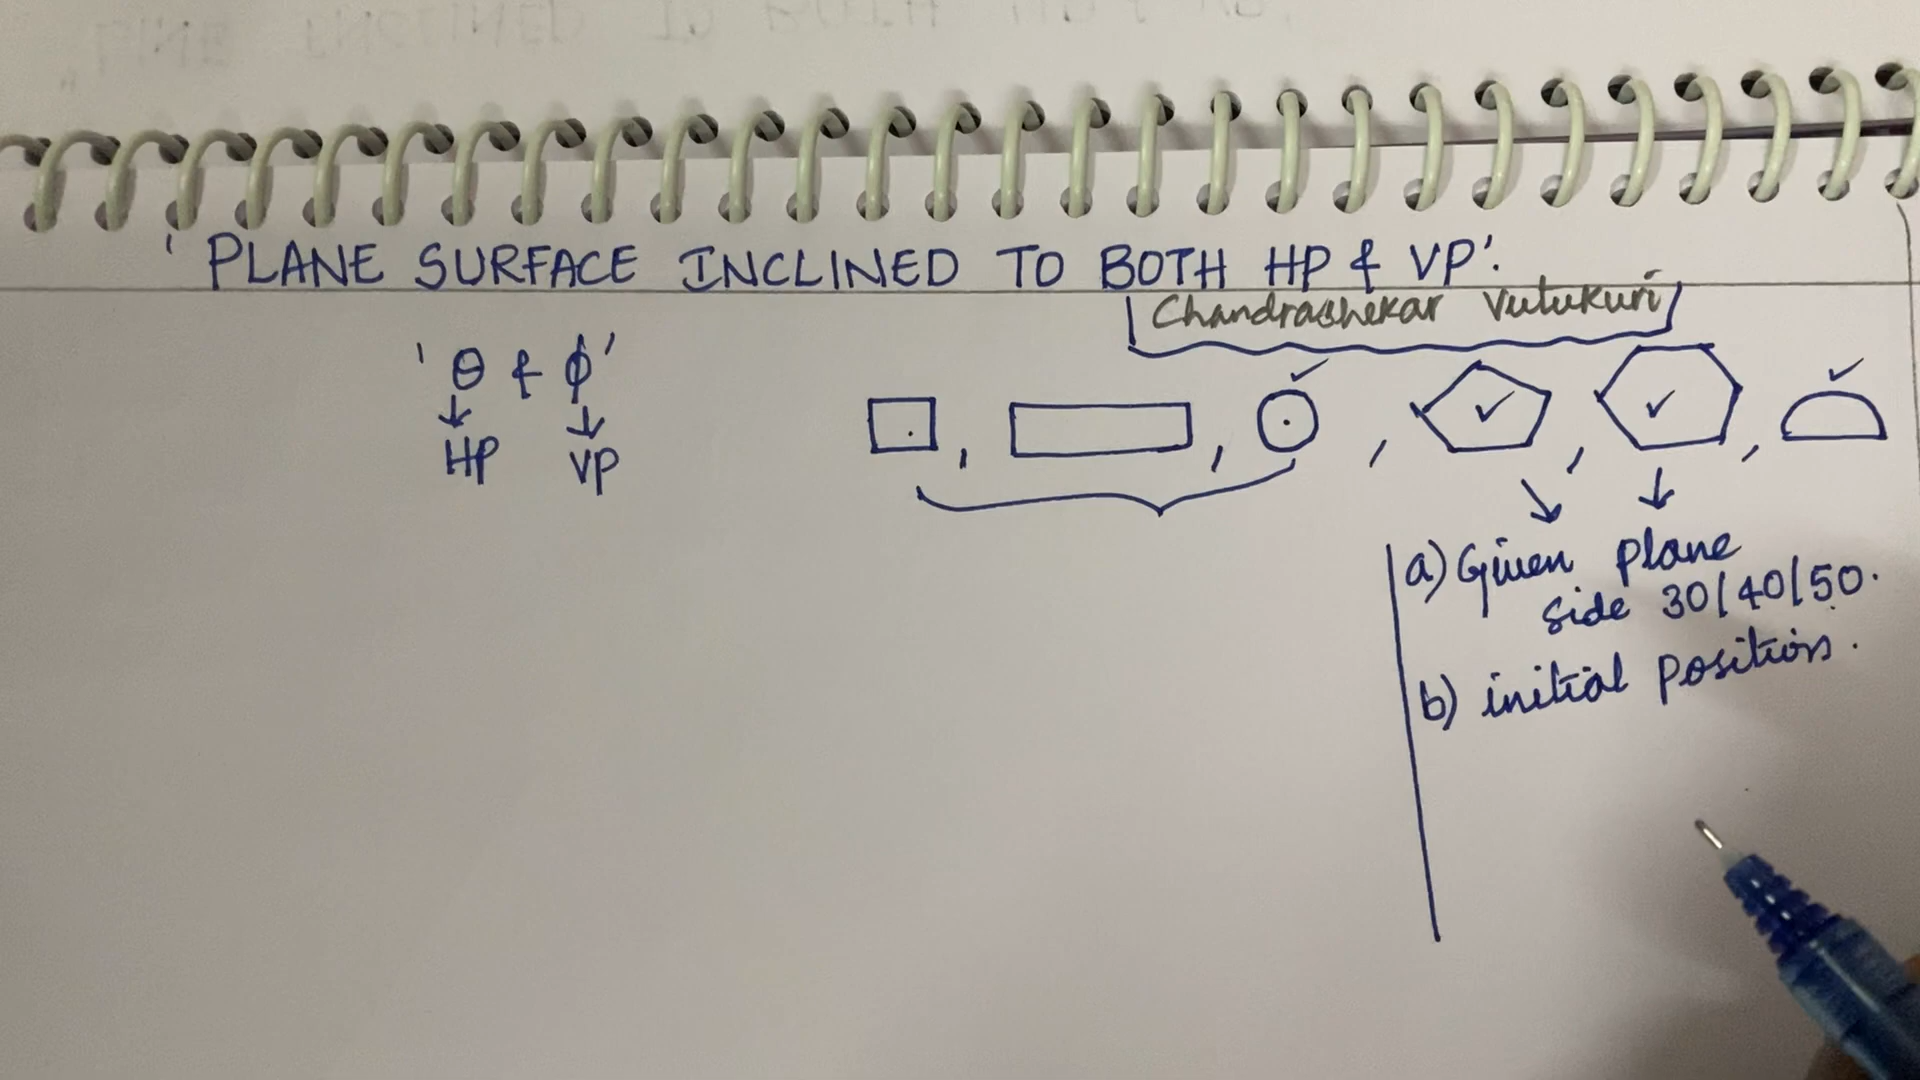 ' PLANE SURFACE INCLINED TO BOTH HP & VP'.
Chandrashekar Vutukuri
' θ & ϕ '
HP VP
, , , , ,
a) Given plane
side 30/40/50.
b) initial position.